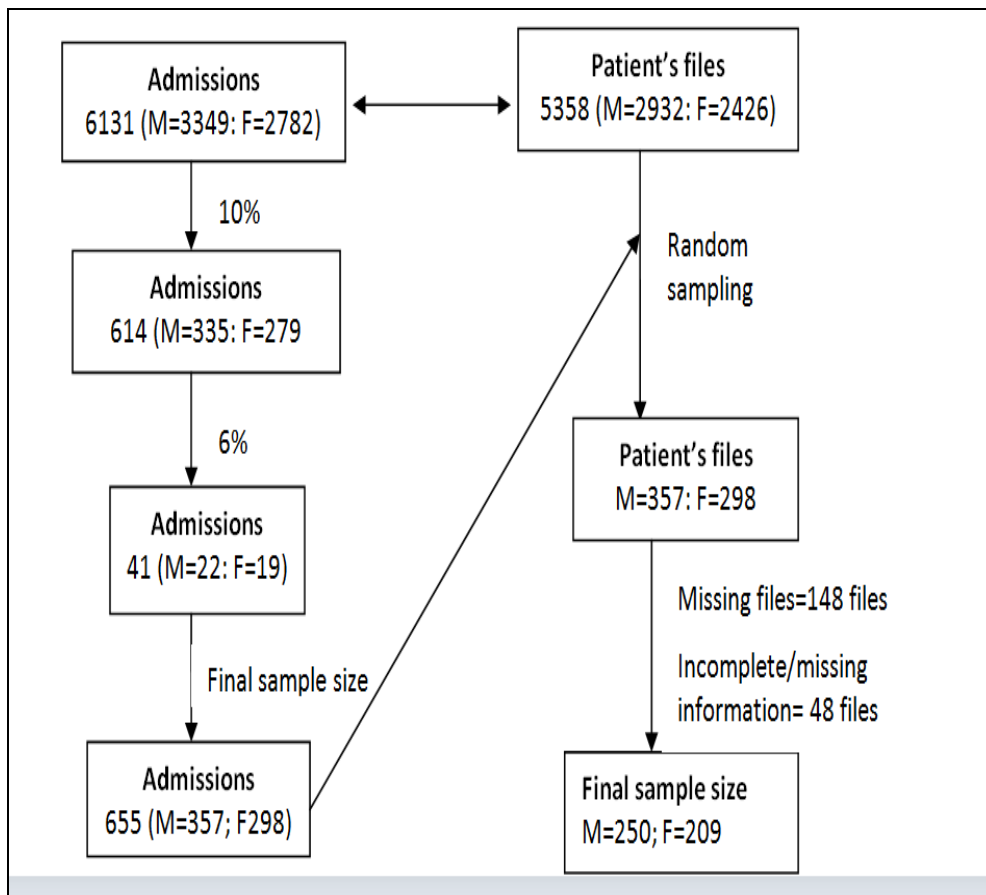 Admissions
6131 (M=3349: F=2782)
10%
Admissions
614 (M=335: F=279
6%
Admissions
41 (M=22: F=19)
Final sample size
Admissions
655 (M=357; F298)
Patient’s files
5358 (M=2932: F=2426)
Random
sampling
Patient’s files
M=357: F=298
Missing files=148 files
Incomplete/missing
information= 48 files
Final sample size
M=250; F=209